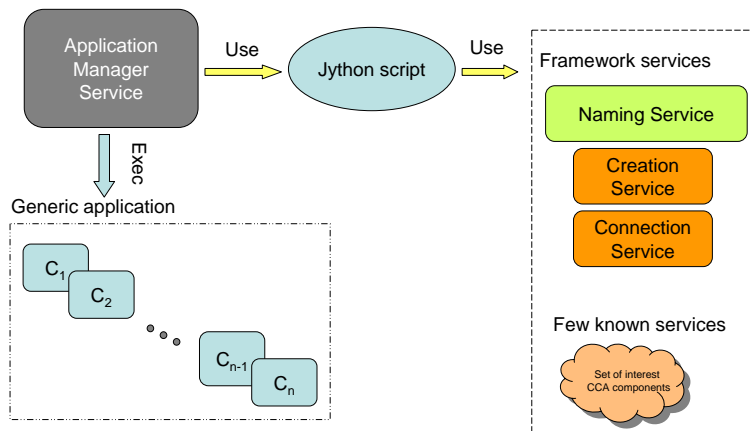 Application
Manager
Service
Use
Jython script
Use
Framework services
Naming Service
Creation
Service
Connection
Service
Exec
Generic application
C1
C2
Cn-1
Cn
Few known services
Set of interest
CCA components